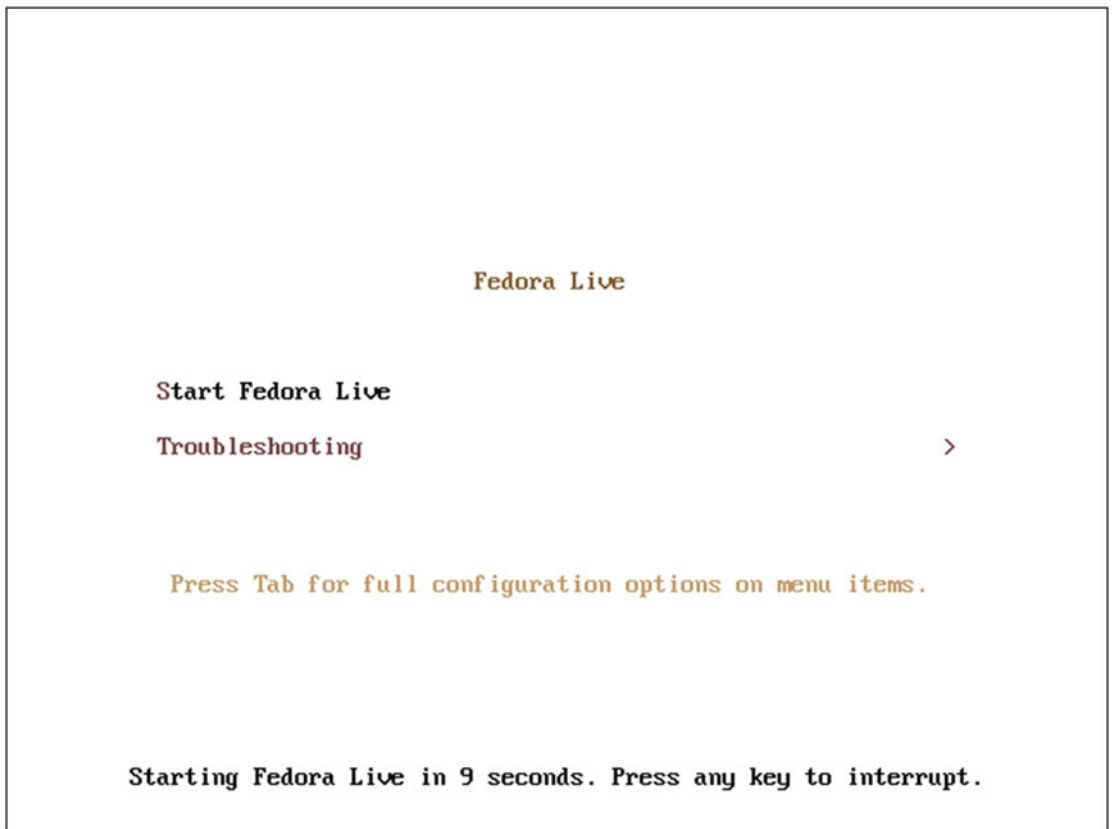 Fedora Live
Start Fedora Live
Troubleshooting >
Press Tab for full configuration options on menu items.
Starting Fedora Live in 9 seconds. Press any key to interrupt.